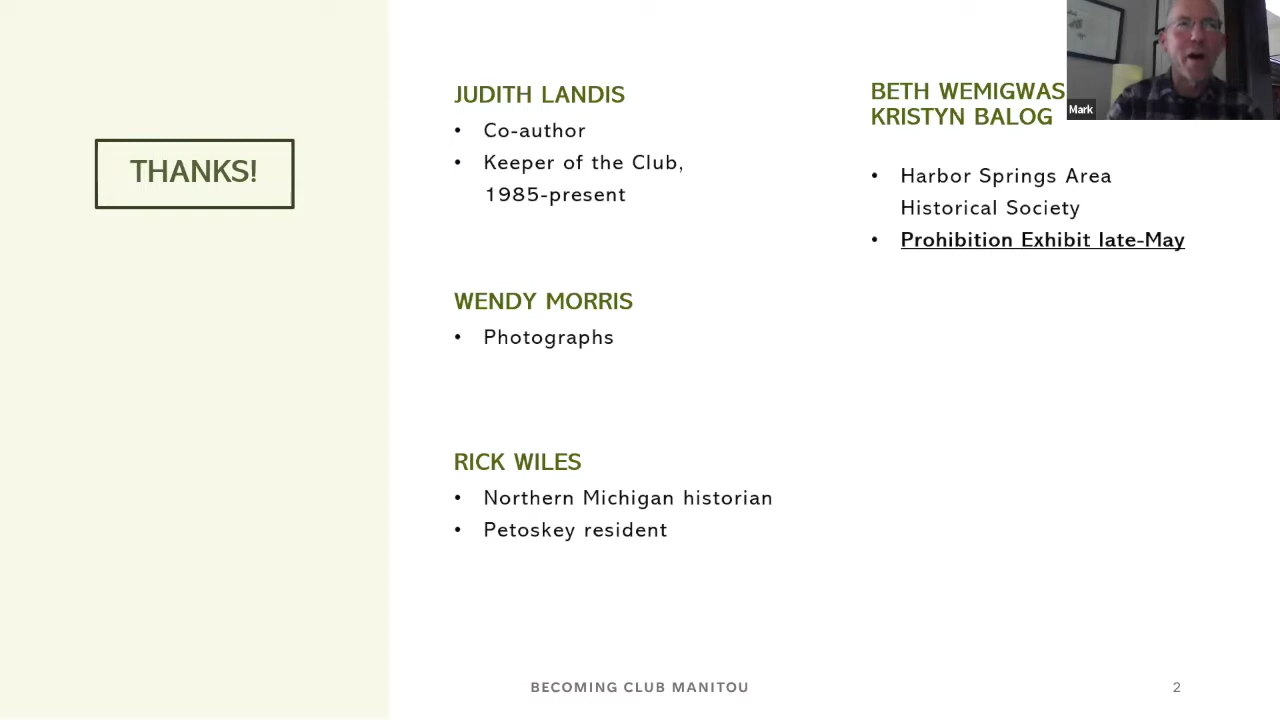 THANKS!
JUDITH LANDIS
• Co-author
• Keeper of the Club,
1985-present
WENDY MORRIS
• Photographs
RICK WILES
• Northern Michigan historian
• Petoskey resident
BETH WEMIGWAS
KRISTYN BALOG
• Harbor Springs Area
Historical Society
• Prohibition Exhibit late-May
Mark
BECOMING CLUB MANITOU
2